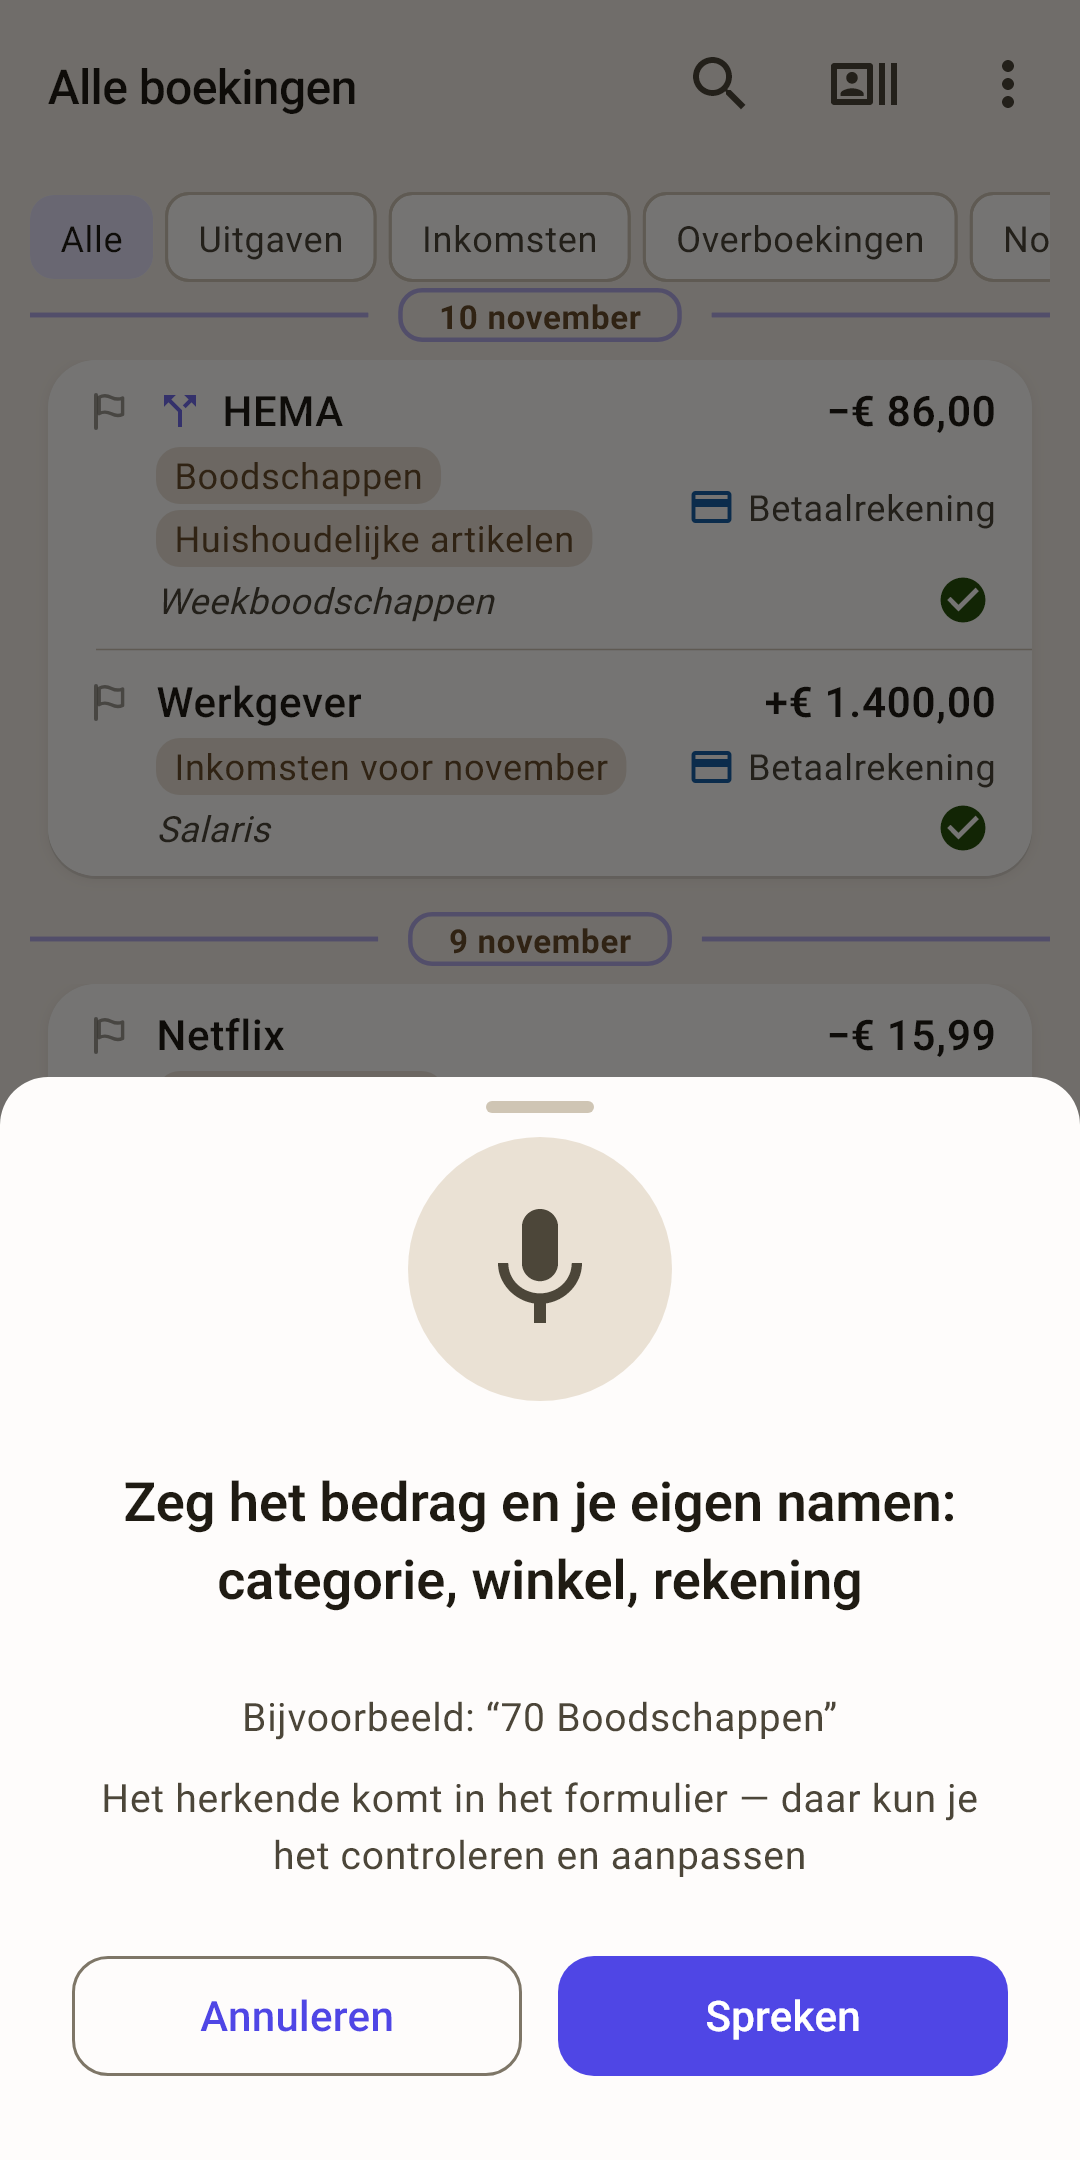 Alle boekingen
Alle
Uitgaven
Inkomsten
Overboekingen
No
10 november
HEMA
−€ 86,00
Boodschappen
Huishoudelijke artikelen
Betaalrekening
Weekboodschappen
Werkgever
+€ 1.400,00
Inkomsten voor november
Betaalrekening
Salaris
9 november
Netflix
−€ 15,99
Zeg het bedrag en je eigen namen:
categorie, winkel, rekening
Bijvoorbeeld: “70 Boodschappen”
Het herkende komt in het formulier — daar kun je
het controleren en aanpassen
Annuleren
Spreken